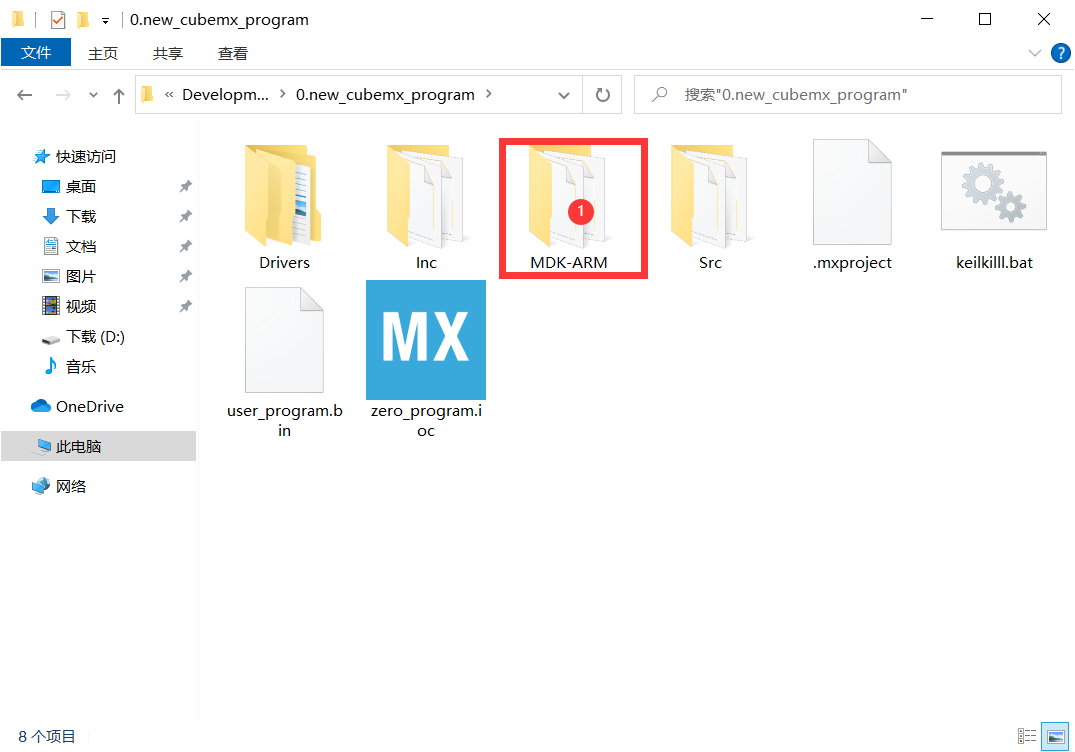 0.new_cubemx_program
文件 主页 共享 查看
« Developm... > 0.new_cubemx_program > 搜索"0.new_cubemx_program"
快速访问
桌面
下载
文档
图片
视频
下载 (D:)
音乐
OneDrive
此电脑
网络
1
Drivers Inc MDK-ARM Src .mxproject keilkilll.bat
MX
user_program.b zero_program.i
in oc
8 个项目